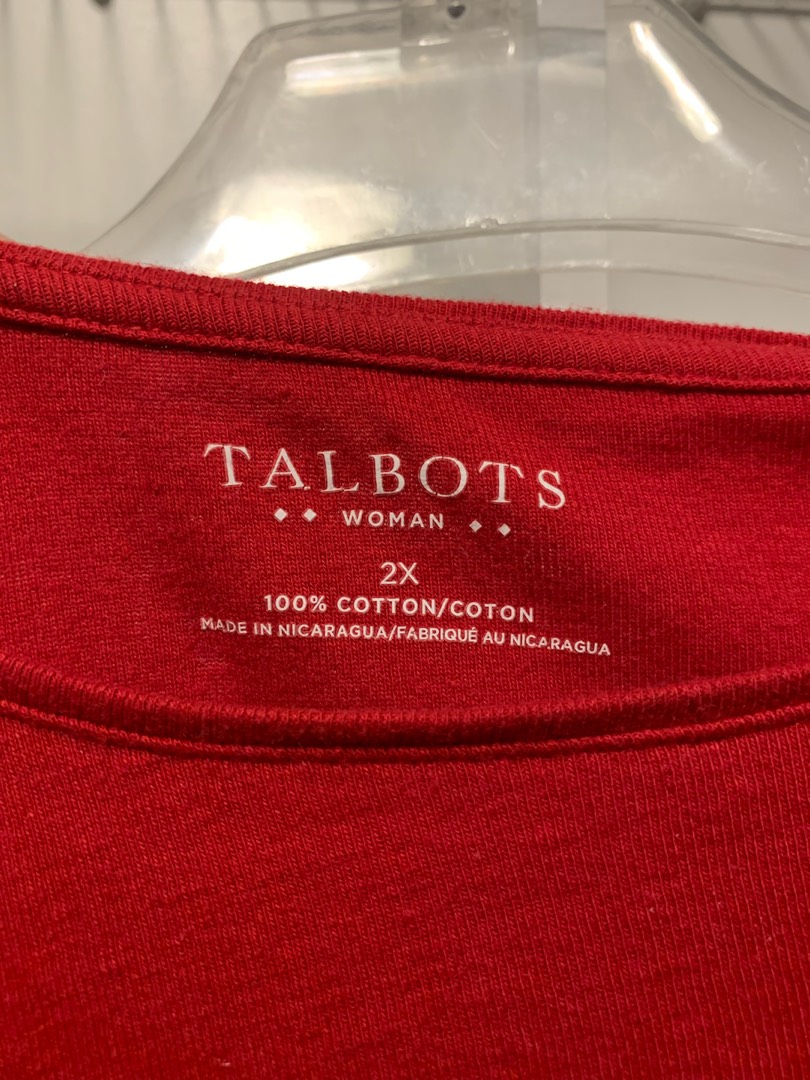 TALBOTS
WOMAN
2X
100% COTTON/COTON
MADE IN NICARAGUA/FABRIQUÉ AU NICARAGUA